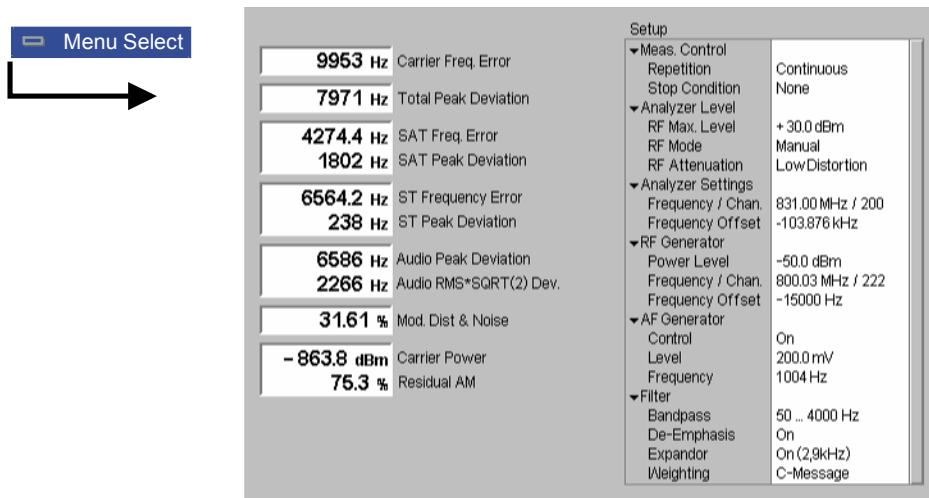 Menu Select
9953 Hz Carrier Freq. Error
7971 Hz Total Peak Deviation
4274.4 Hz SAT Freq. Error
1802 Hz SAT Peak Deviation
6564.2 Hz ST Frequency Error
238 Hz ST Peak Deviation
6586 Hz Audio Peak Deviation
2266 Hz Audio RMS*SQRT(2) Dev.
31.61 % Mod. Dist & Noise
– 863.8 dBm Carrier Power
75.3 % Residual AM
Setup
Meas. Control
Repetition Continuous
Stop Condition None
Analyzer Level
RF Max. Level + 30.0 dBm
RF Mode Manual
RF Attenuation Low Distortion
Analyzer Settings
Frequency / Chan. 831.00 MHz / 200
Frequency Offset -103.876 kHz
RF Generator
Power Level -50.0 dBm
Frequency / Chan. 800.03 MHz / 222
Frequency Offset -15000 Hz
AF Generator
Control On
Level 200.0 mV
Frequency 1004 Hz
Filter
Bandpass 50 ... 4000 Hz
De-Emphasis On
Expandor On (2,9kHz)
Weighting C-Message